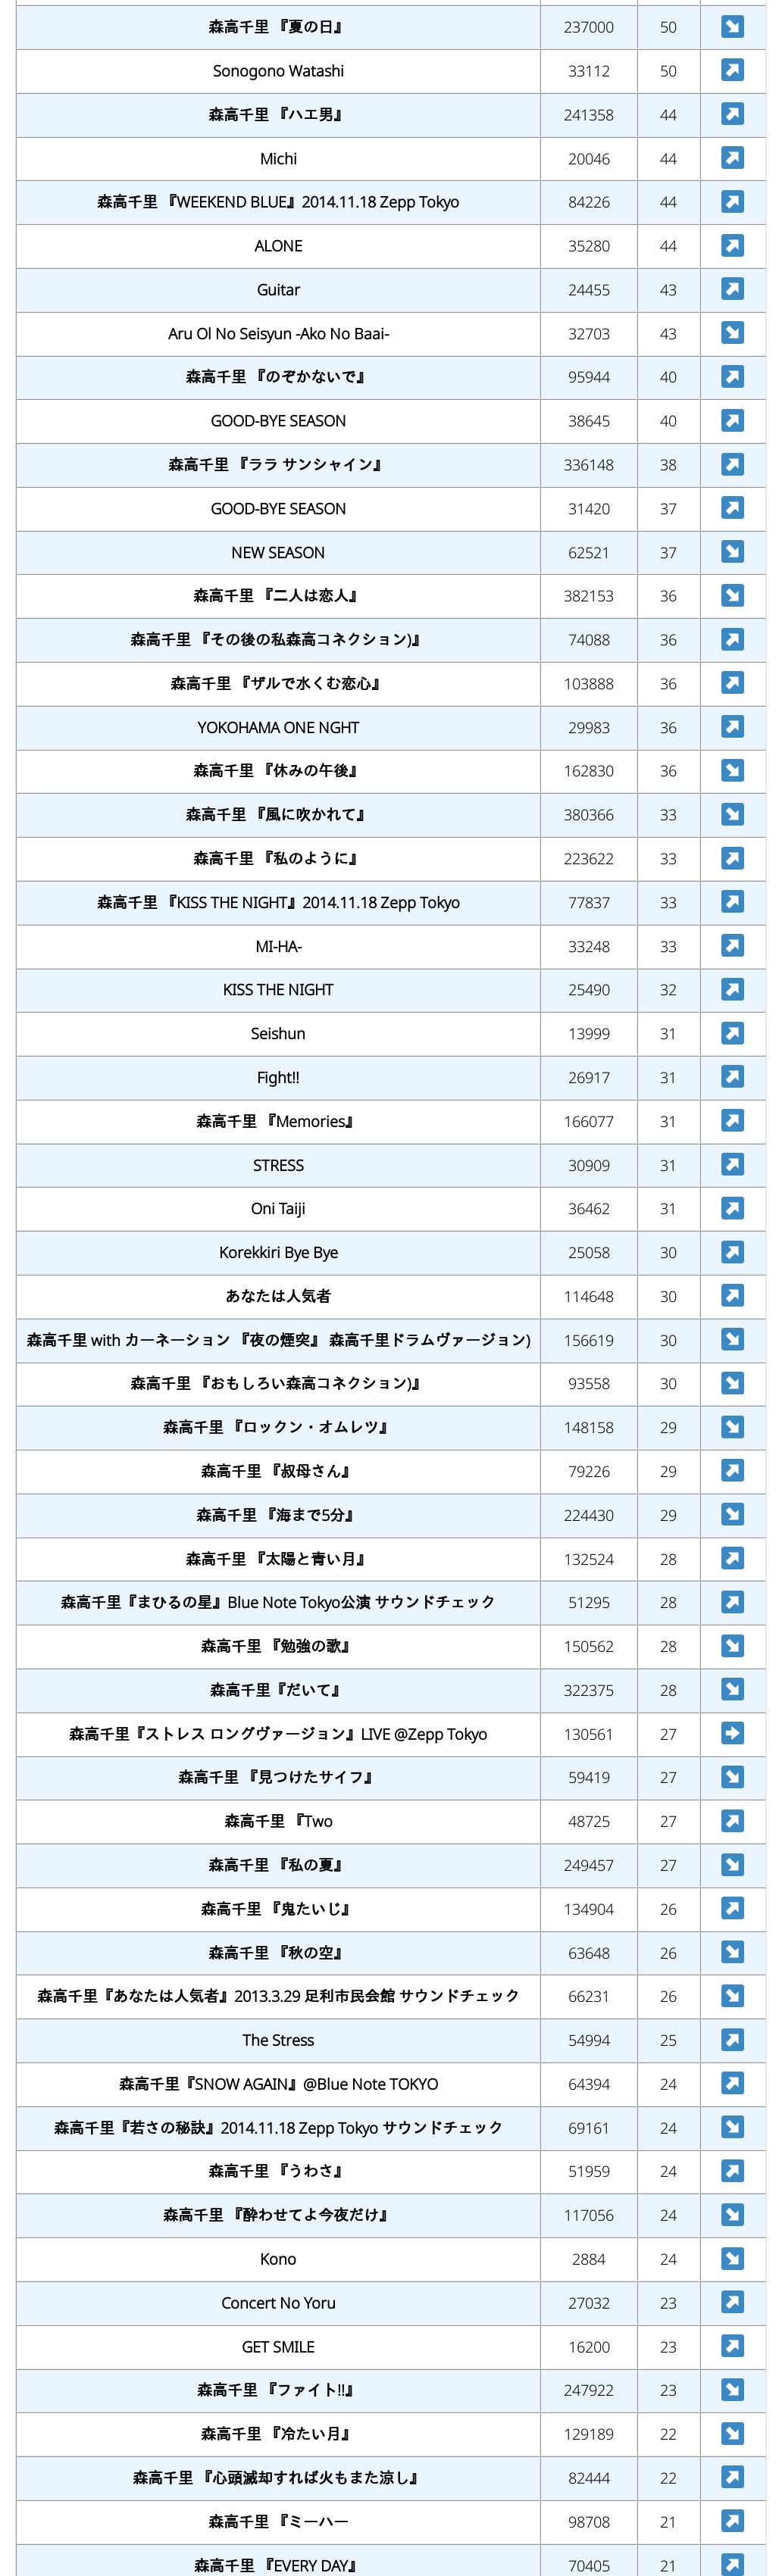 森高千里 『夏の日』 237000 50 ↘
Sonogono Watashi 33112 50 ↗
森高千里 『ハエ男』 241358 44 ↗
Michi 20046 44 ↗
森高千里 『WEEKEND BLUE』2014.11.18 Zepp Tokyo 84226 44 ↗
ALONE 35280 44 ↗
Guitar 24455 43 ↗
Aru Ol No Seisyun -Ako No Baai- 32703 43 ↘
森高千里 『のぞかないで』 95944 40 ↗
GOOD-BYE SEASON 38645 40 ↗
森高千里 『ララ サンシャイン』 336148 38 ↗
GOOD-BYE SEASON 31420 37 ↗
NEW SEASON 62521 37 ↘
森高千里 『二人は恋人』 382153 36 ↘
森高千里 『その後の私森高コネクション)』 74088 36 ↗
森高千里 『ザルで水くむ恋心』 103888 36 ↗
YOKOHAMA ONE NGHT 29983 36 ↗
森高千里 『休みの午後』 162830 36 ↘
森高千里 『風に吹かれて』 380366 33 ↘
森高千里 『私のように』 223622 33 ↗
森高千里 『KISS THE NIGHT』2014.11.18 Zepp Tokyo 77837 33 ↗
MI-HA- 33248 33 ↗
KISS THE NIGHT 25490 32 ↗
Seishun 13999 31 ↗
Fight!! 26917 31 ↗
森高千里 『Memories』 166077 31 ↗
STRESS 30909 31 ↗
Oni Taiji 36462 31 ↗
Korekkiri Bye Bye 25058 30 ↗
あなたは人気者 114648 30 ↗
森高千里 with カーネーション 『夜の煙突』 森高千里ドラムヴァージョン) 156619 30 ↘
森高千里 『おもしろい森高コネクション)』 93558 30 ↘
森高千里 『ロックン・オムレツ』 148158 29 ↘
森高千里 『叔母さん』 79226 29 ↗
森高千里 『海まで5分』 224430 29 ↘
森高千里 『太陽と青い月』 132524 28 ↗
森高千里『まひるの星』Blue Note Tokyo公演 サウンドチェック 51295 28 ↗
森高千里 『勉強の歌』 150562 28 ↘
森高千里『だいて』 322375 28 ↘
森高千里『ストレス ロングヴァージョン』LIVE @Zepp Tokyo 130561 27 ➡
森高千里 『見つけたサイフ』 59419 27 ↘
森高千里 『Two 48725 27 ↗
森高千里 『私の夏』 249457 27 ↘
森高千里 『鬼たいじ』 134904 26 ↗
森高千里 『秋の空』 63648 26 ↘
森高千里『あなたは人気者』2013.3.29 足利市民会館 サウンドチェック 66231 26 ↘
The Stress 54994 25 ↗
森高千里『SNOW AGAIN』@Blue Note TOKYO 64394 24 ↗
森高千里『若さの秘訣』2014.11.18 Zepp Tokyo サウンドチェック 69161 24 ↘
森高千里 『うわさ』 51959 24 ↗
森高千里 『酔わせてよ今夜だけ』 117056 24 ↘
Kono 2884 24 ↘
Concert No Yoru 27032 23 ↗
GET SMILE 16200 23 ↗
森高千里 『ファイト!!』 247922 23 ↘
森高千里 『冷たい月』 129189 22 ↘
森高千里 『心頭滅却すれば火もまた涼し』 82444 22 ↗
森高千里 『ミーハー 98708 21 ↗
森高千里 『EVERY DAY』 70405 21 ↗